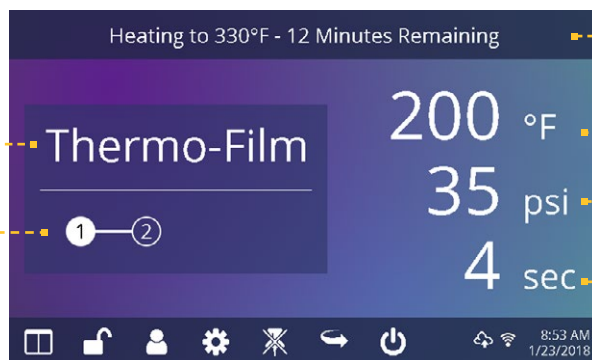 Heating to 330°F - 12 Minutes Remaining
Thermo-Film
1 2
200 °F
35 psi
4 sec
8:53 AM
1/23/2018